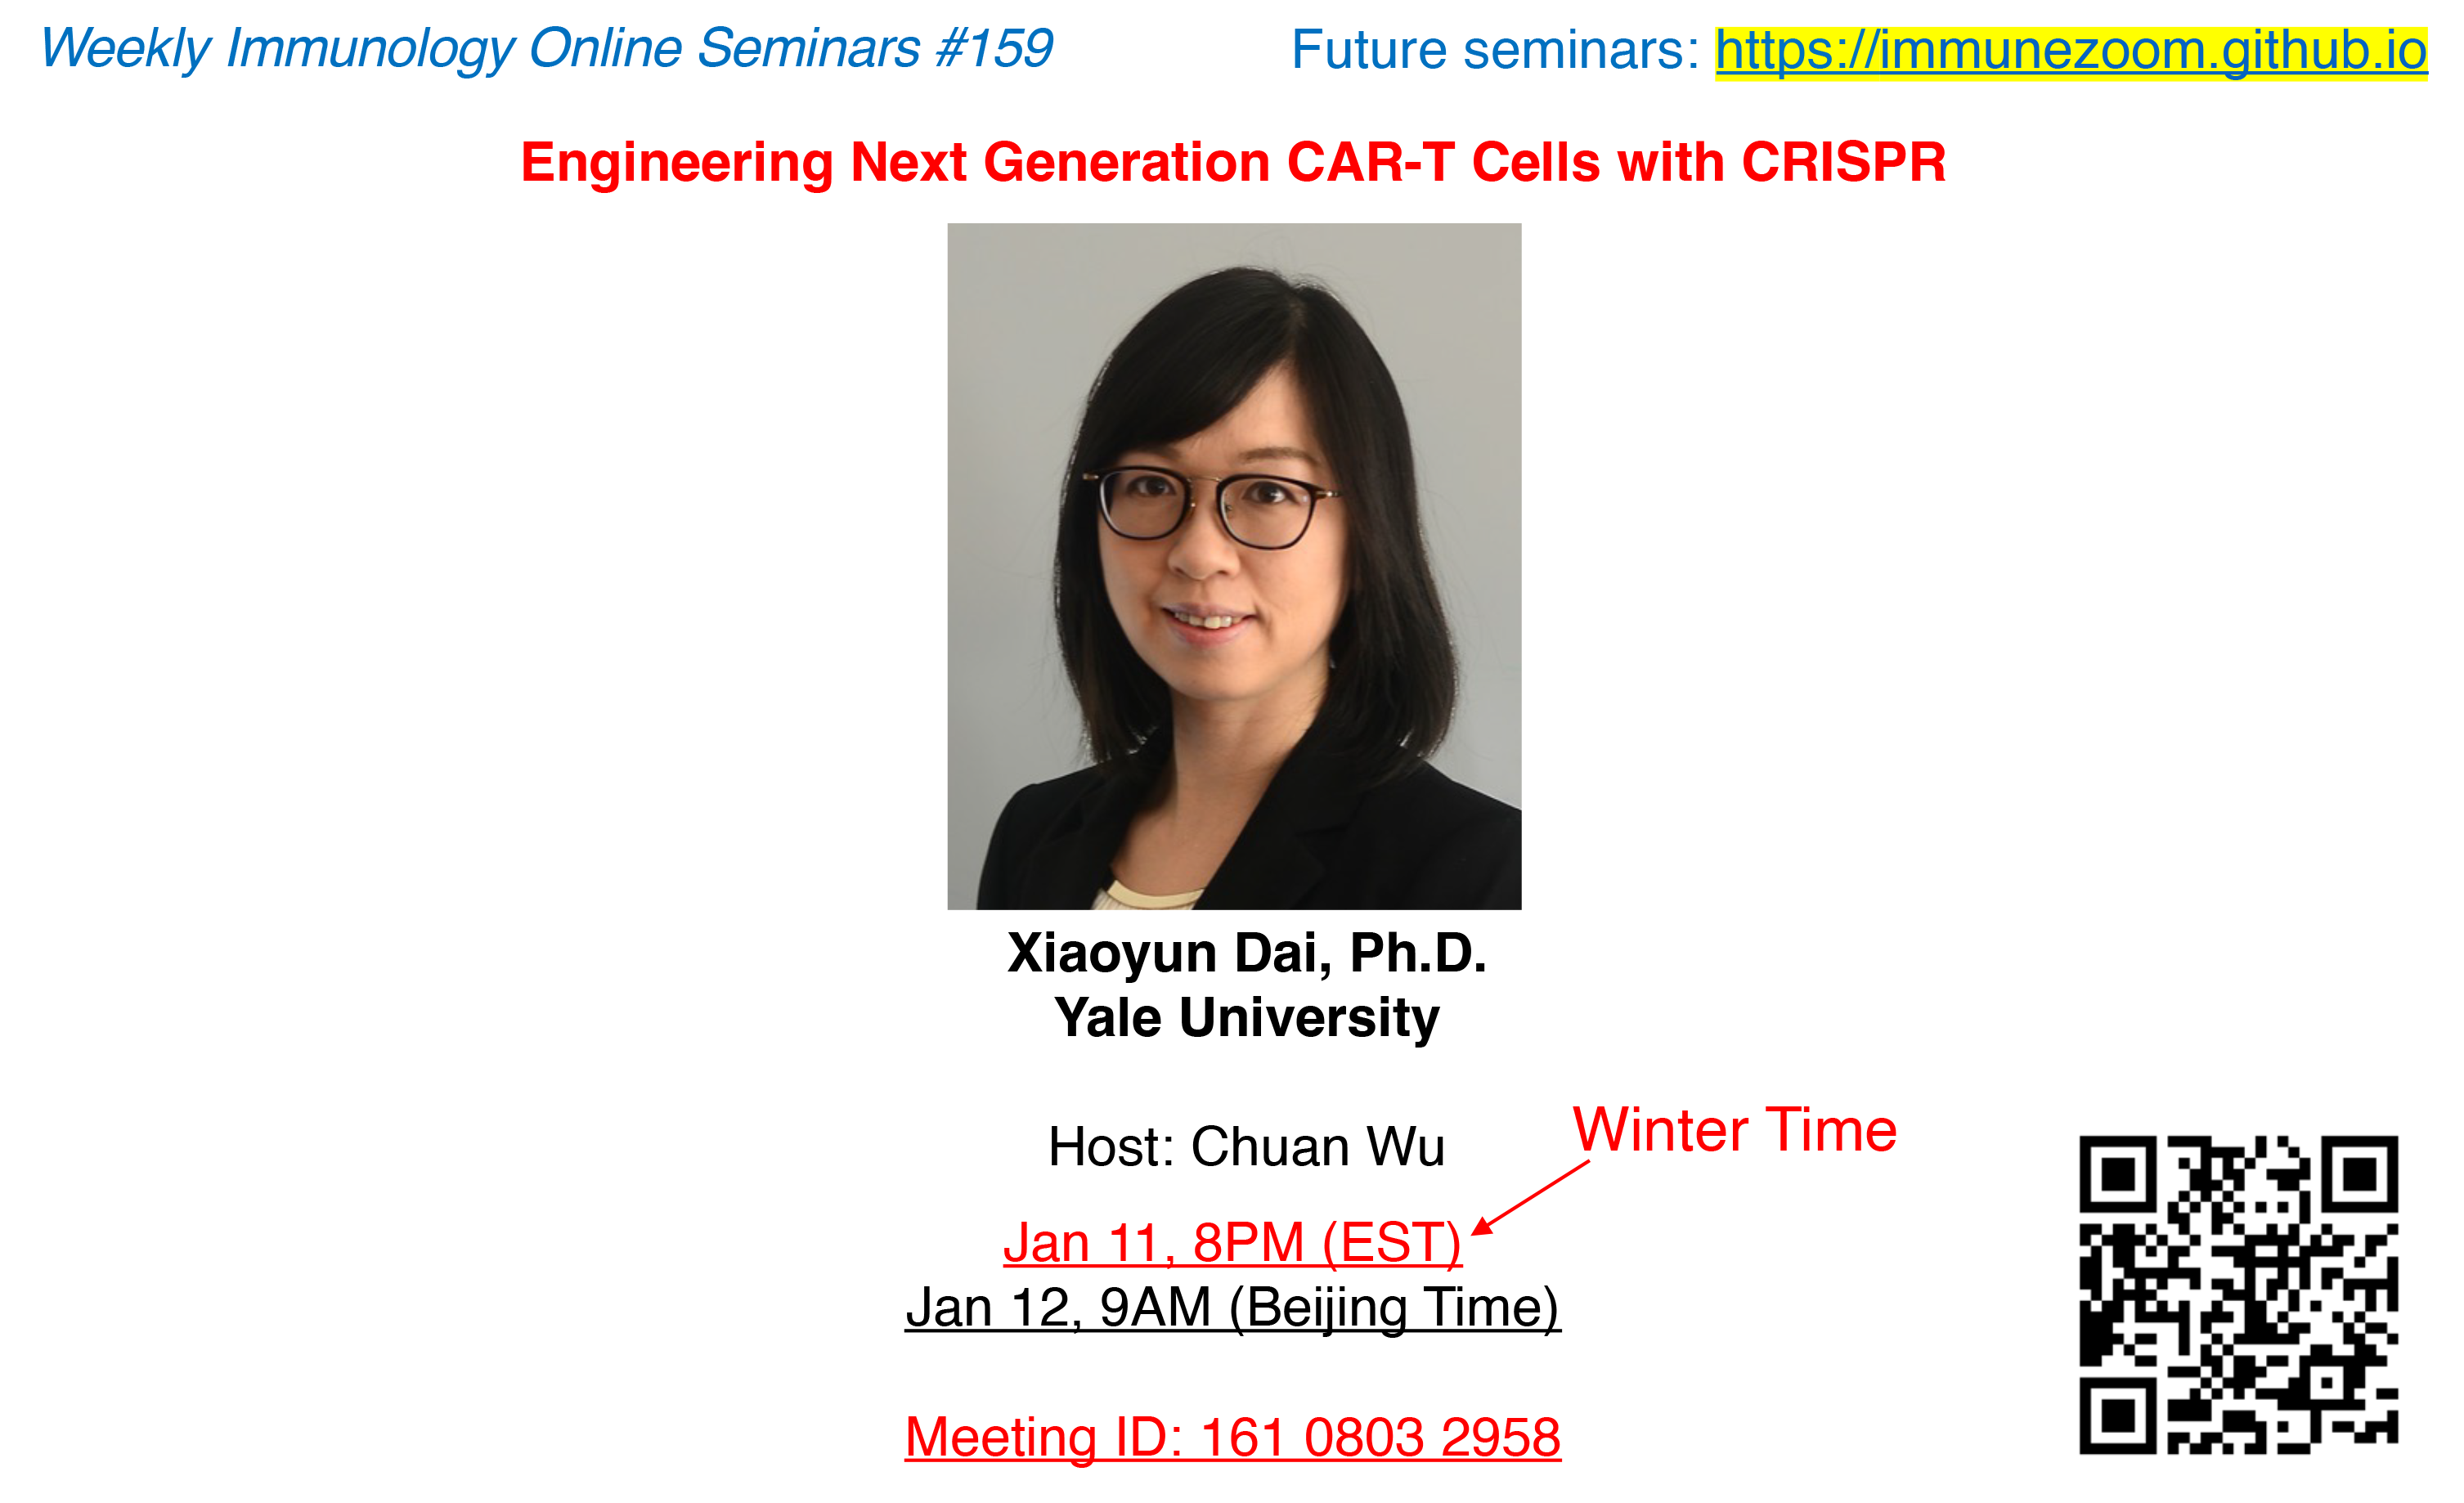 Weekly Immunology Online Seminars #159
Future seminars: https://immunezoom.github.io
Engineering Next Generation CAR-T Cells with CRISPR
Xiaoyun Dai, Ph.D.
Yale University
Host: Chuan Wu
Winter Time
Jan 11, 8PM (EST)
Jan 12, 9AM (Beijing Time)
Meeting ID: 161 0803 2958